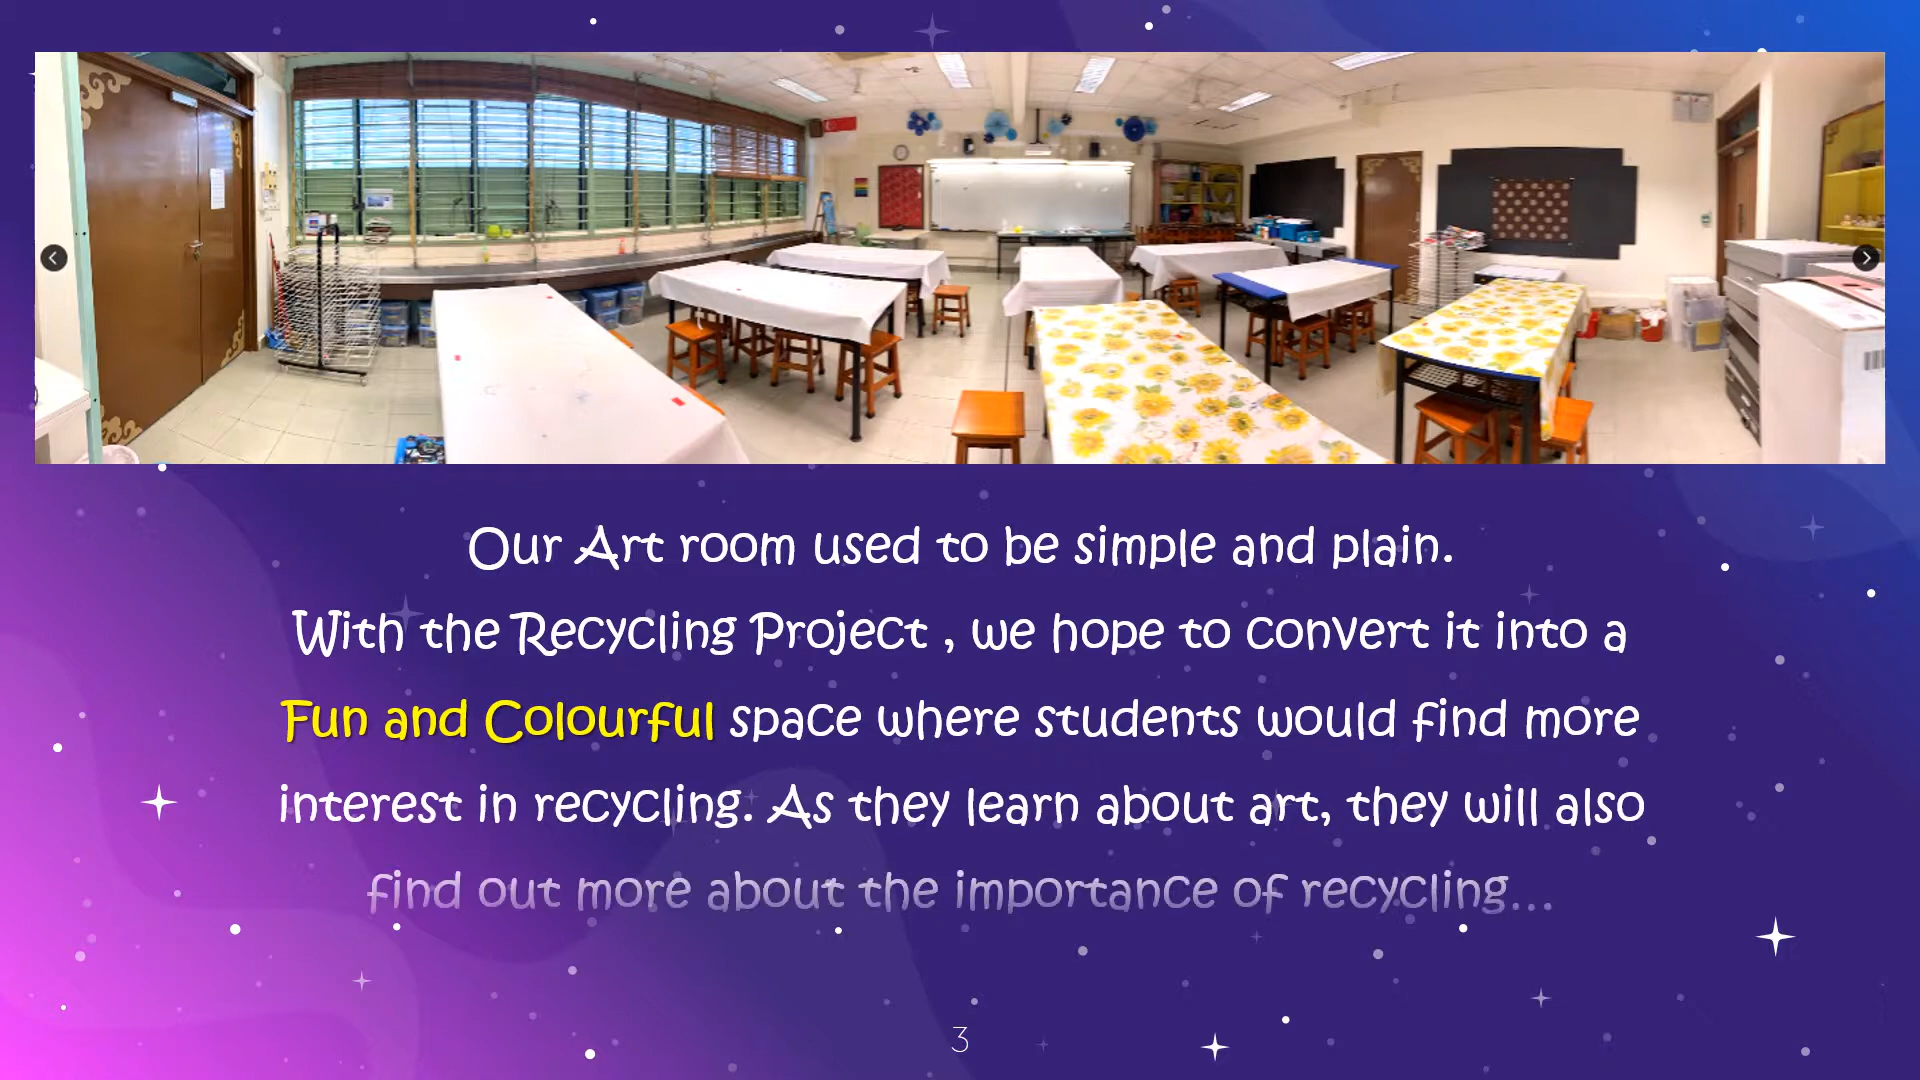 Our Art room used to be simple and plain.
With the Recycling Project , we hope to convert it into a
Fun and Colourful space where students would find more
interest in recycling. As they learn about art, they will also
find out more about the importance of recycling...
3